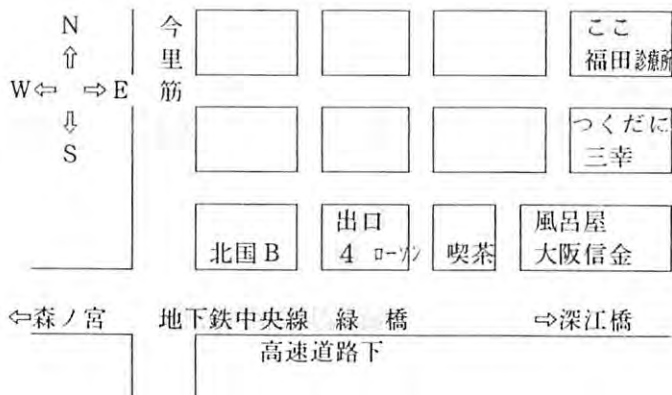 N
W⇦ ⇨E
S
今里筋
ここ
福田診療所
つくだに
三幸
北国B
出口
4 ローソン
喫茶
風呂屋
大阪信金
⇦森ノ宮 地下鉄中央線 緑橋 ⇨深江橋
高速道路下